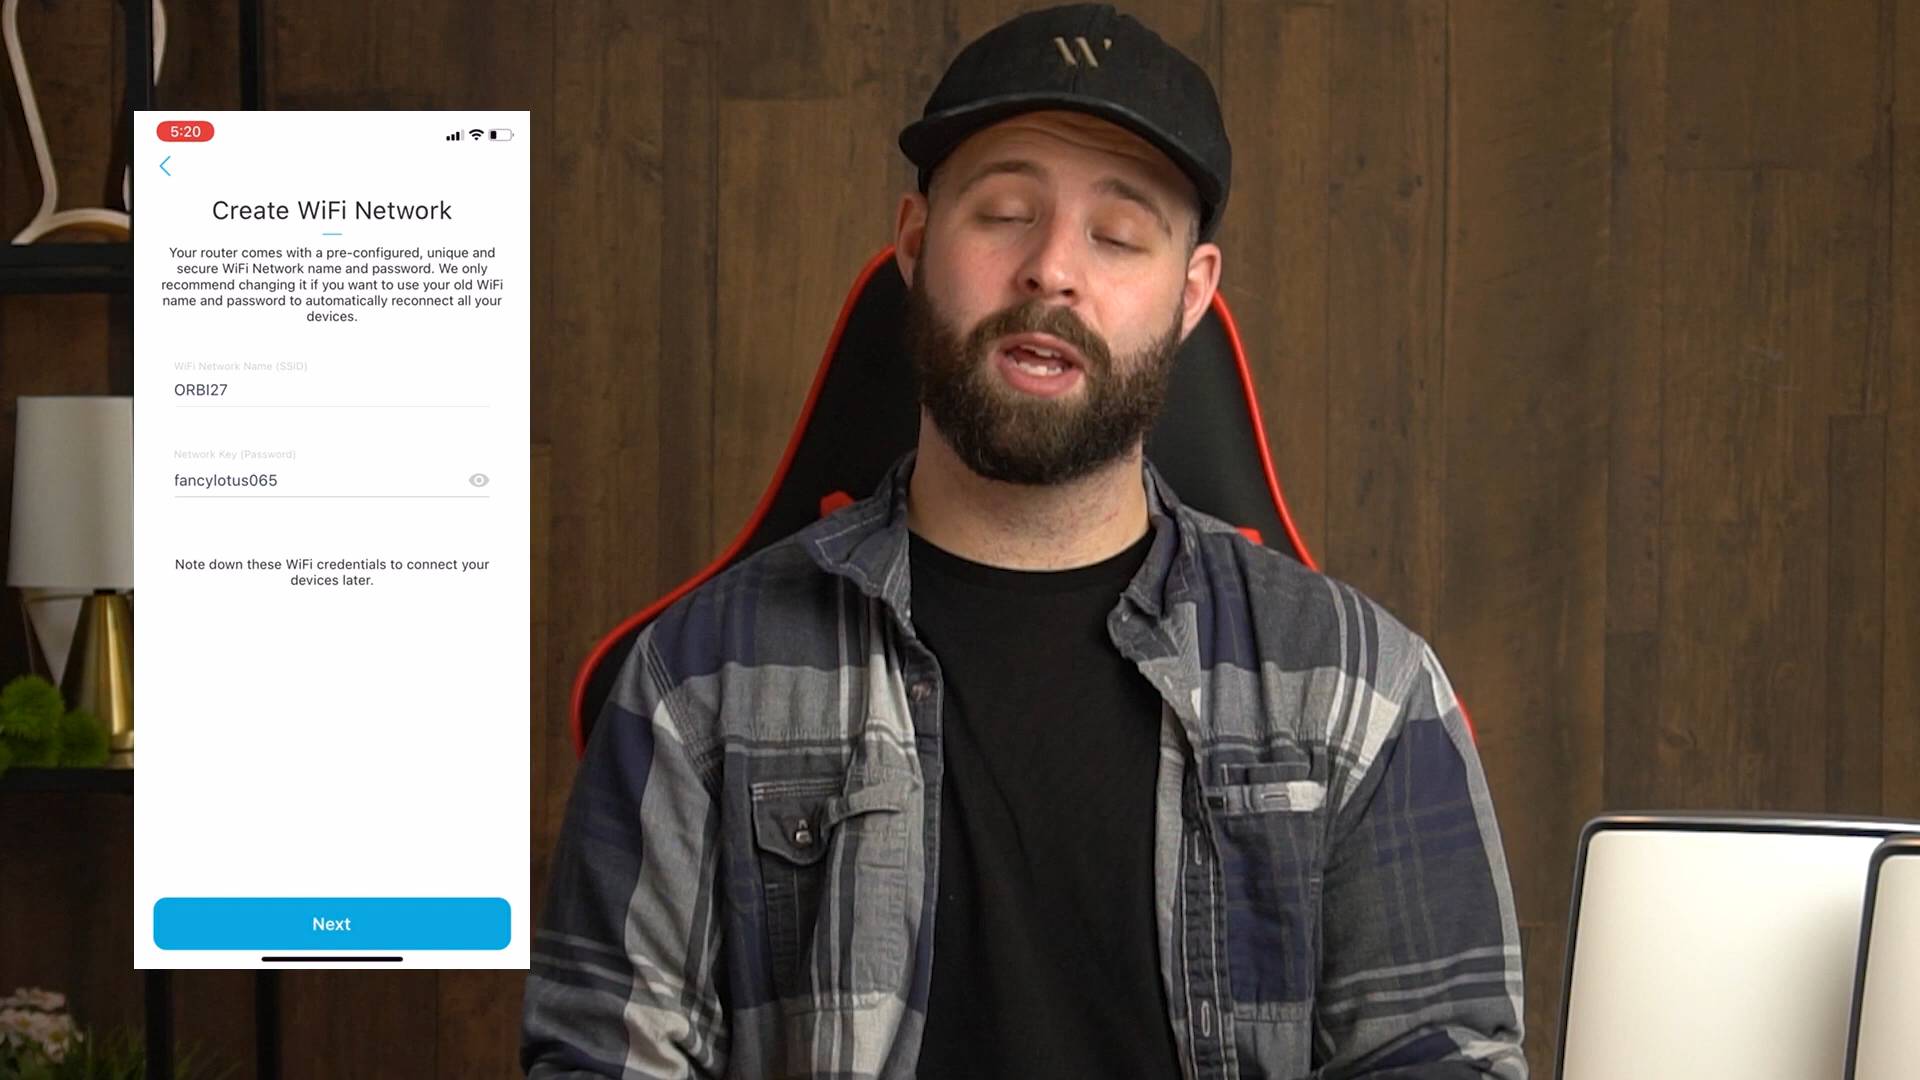 W
5:20
Create WiFi Network
Your router comes with a pre-configured, unique and
secure WiFi Network name and password. We only
recommend changing it if you want to use your old WiFi
name and password to automatically reconnect all your
devices.
WiFi Network Name (SSID)
ORBI27
Network Key (Password)
fancylotus065
Note down these WiFi credentials to connect your
devices later.
Next